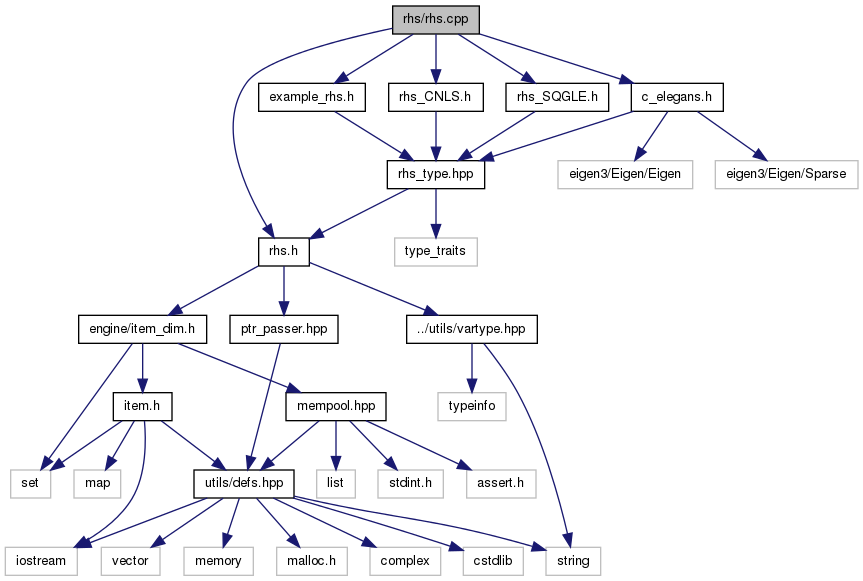 rhs/rhs.cpp
example_rhs.h
rhs_CNLS.h
rhs_SQGLE.h
c_elegans.h
rhs_type.hpp
eigen3/Eigen/Eigen
eigen3/Eigen/Sparse
rhs.h
type_traits
engine/item_dim.h
ptr_passer.hpp
../utils/vartype.hpp
item.h
mempool.hpp
typeinfo
set
map
utils/defs.hpp
list
stdint.h
assert.h
iostream
vector
memory
malloc.h
complex
cstdlib
string